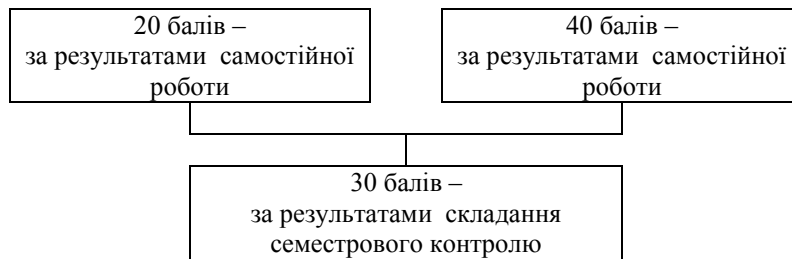 20 балів –
за результатами самостійної
роботи
40 балів –
за результатами самостійної
роботи
30 балів –
за результатами складання
семестрового контролю